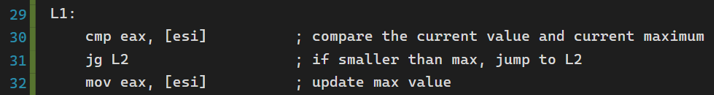 29 L1:
30 cmp eax, [esi] ; compare the current value and current maximum
31 jg L2 ; if smaller than max, jump to L2
32 mov eax, [esi] ; update max value